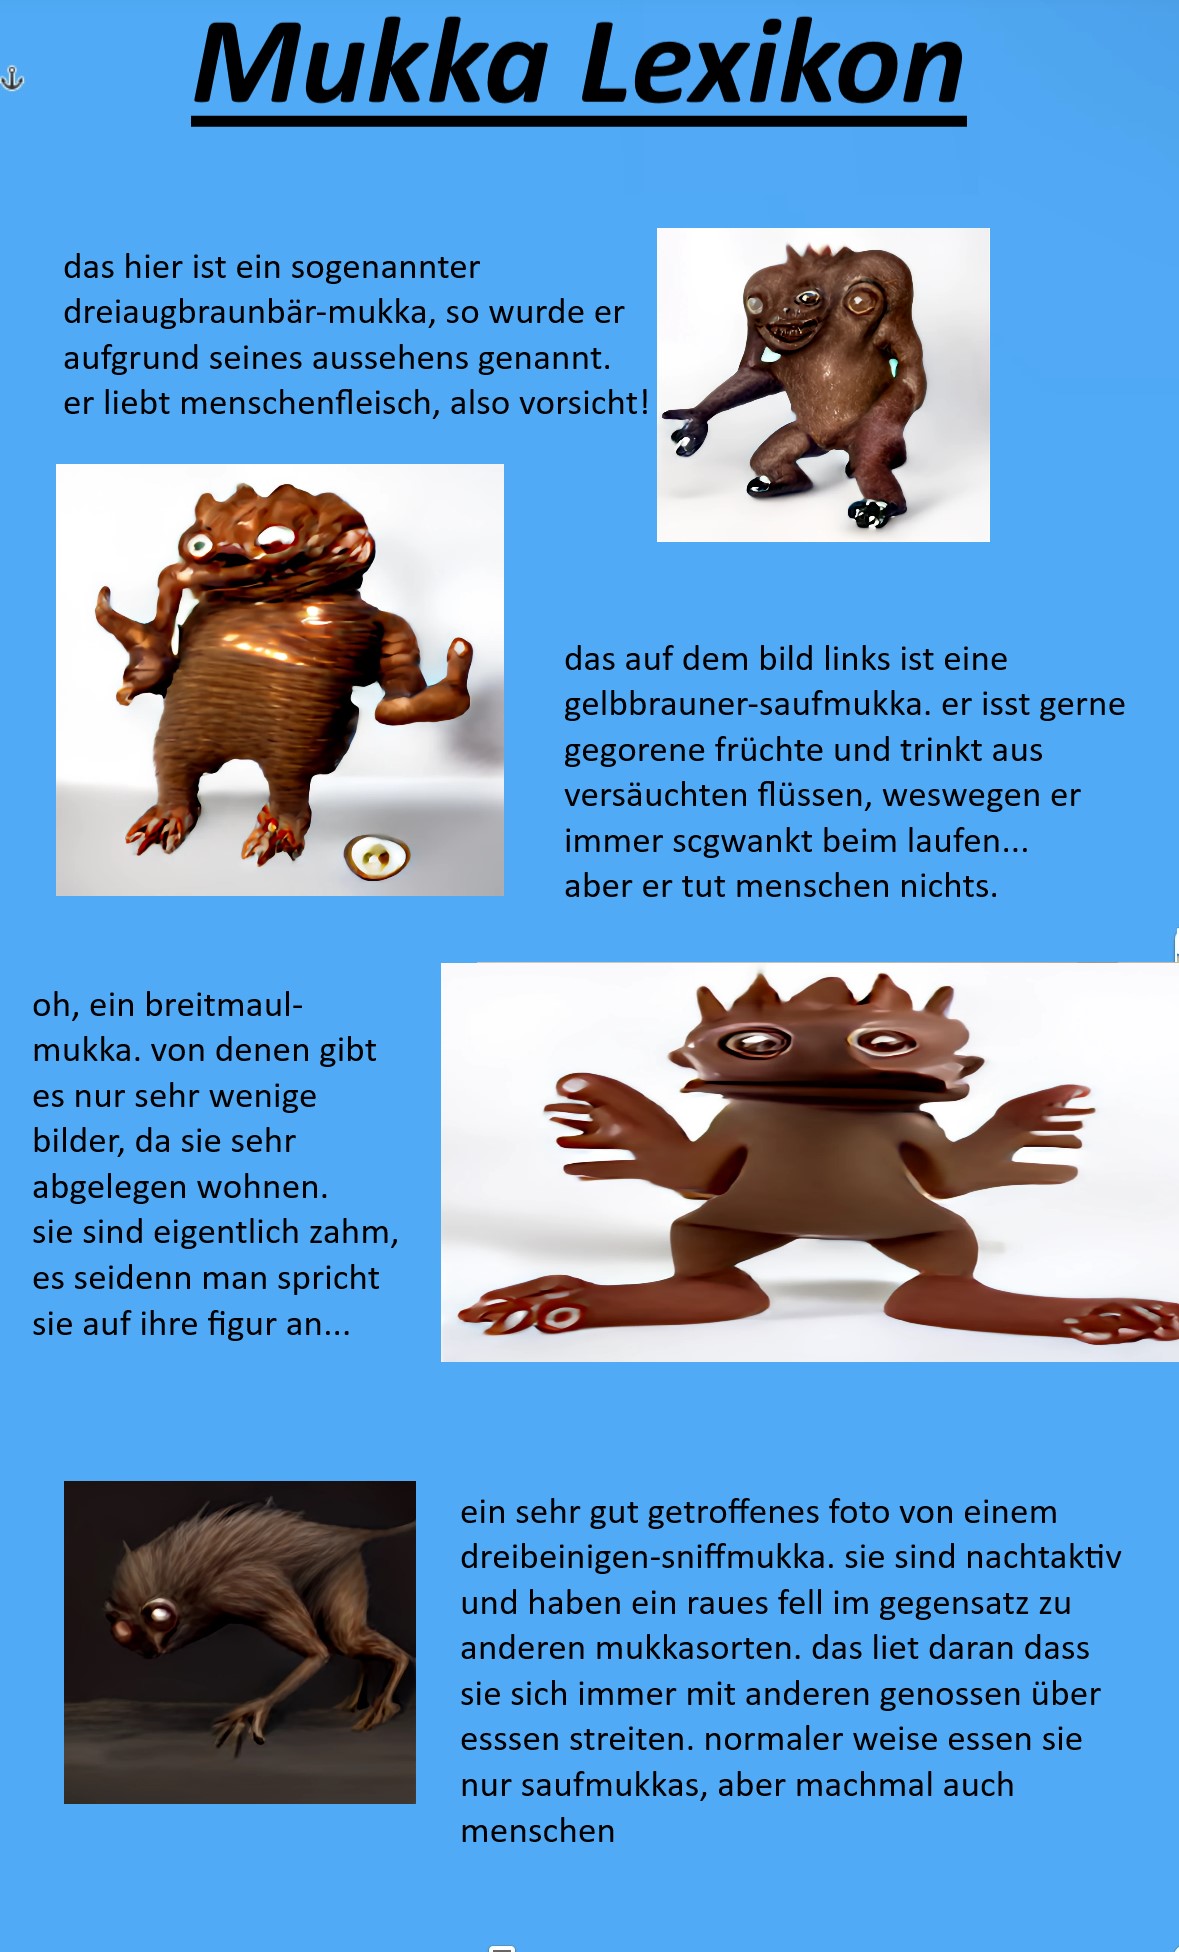 Mukka Lexikon
das hier ist ein sogenannter
dreiaugbraunbär-mukka, so wurde er
aufgrund seines aussehens genannt.
er liebt menschenfleisch, also vorsicht!
das auf dem bild links ist eine
gelbbrauner-saufmukka. er isst gerne
gegorene früchte und trinkt aus
versäuchten flüssen, weswegen er
immer scgwankt beim laufen...
aber er tut menschen nichts.
oh, ein breitmaul-
mukka. von denen gibt
es nur sehr wenige
bilder, da sie sehr
abgelegen wohnen.
sie sind eigentlich zahm,
es seidenn man spricht
sie auf ihre figur an...
ein sehr gut getroffenes foto von einem
dreibeinigen-sniffmukka. sie sind nachtaktiv
und haben ein raues fell im gegensatz zu
anderen mukkasorten. das liet daran dass
sie sich immer mit anderen genossen über
esssen streiten. normaler weise essen sie
nur saufmukkas, aber machmal auch
menschen